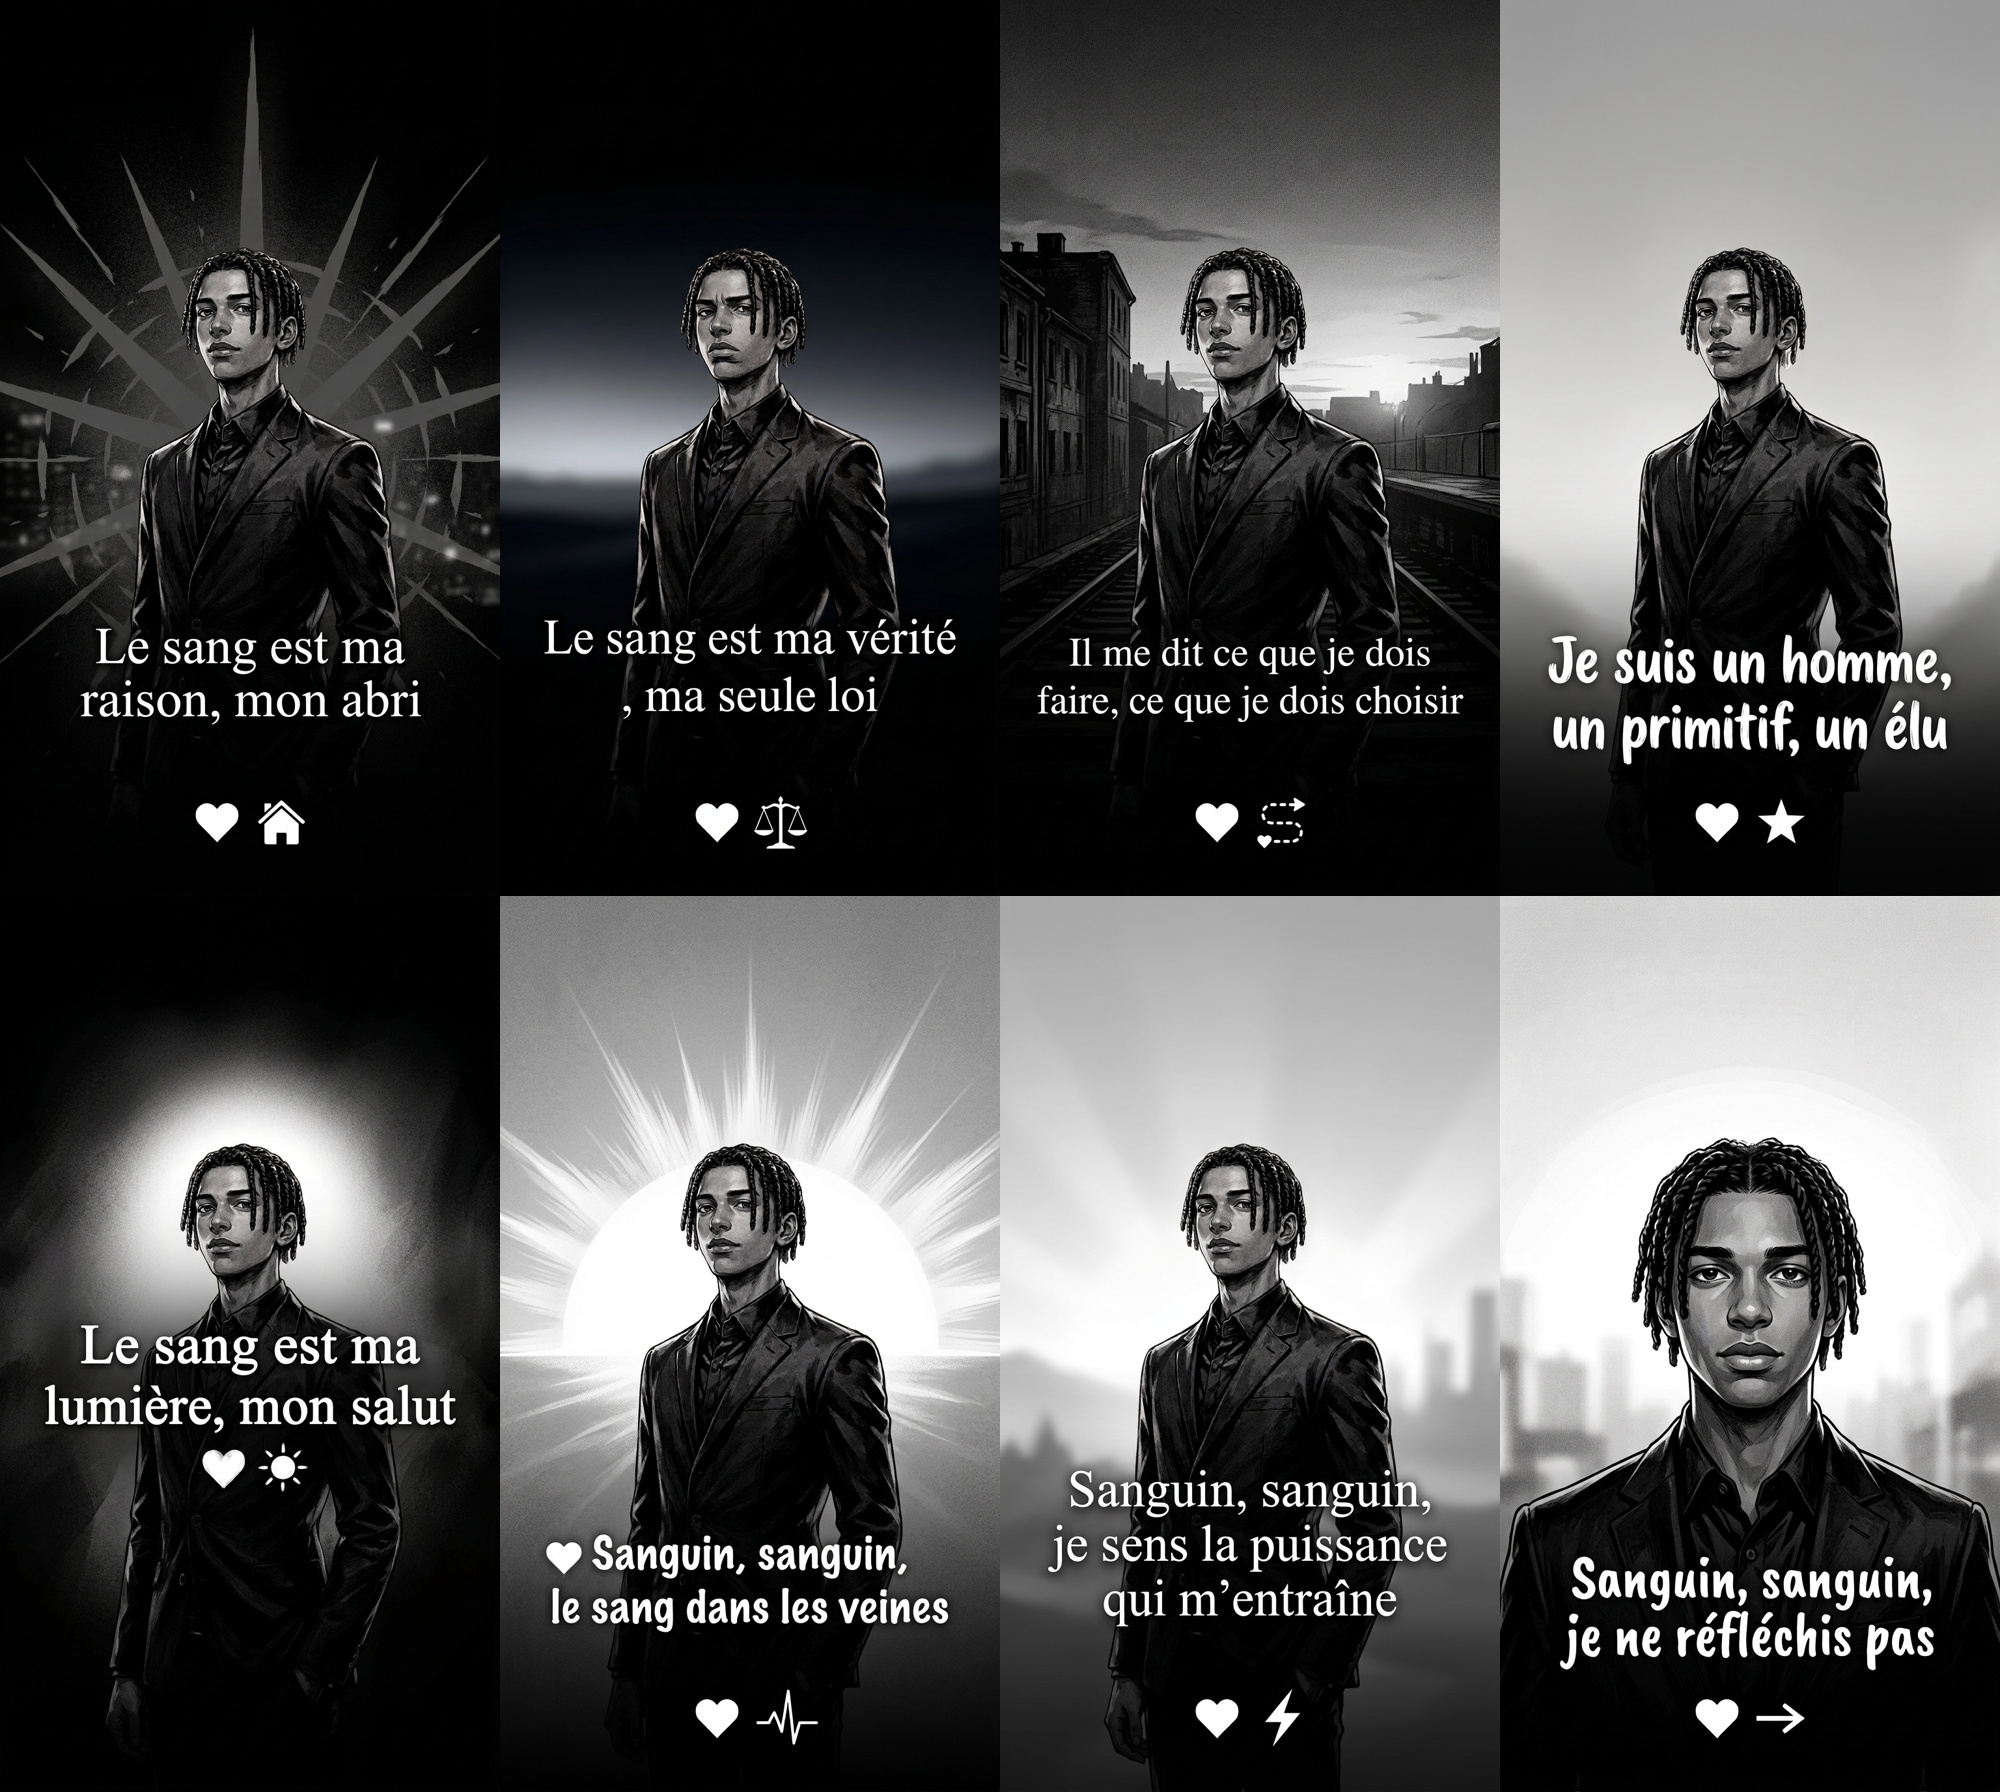 Le sang est ma
raison, mon abri
Le sang est ma vérité
, ma seule loi
Il me dit ce que je dois
faire, ce que je dois choisir
Je suis un homme,
un primitif, un élu
Le sang est ma
lumière, mon salut
Sanguin, sanguin,
le sang dans les veines
Sanguin, sanguin,
je sens la puissance
qui m’entraîne
Sanguin, sanguin,
je ne réfléchis pas